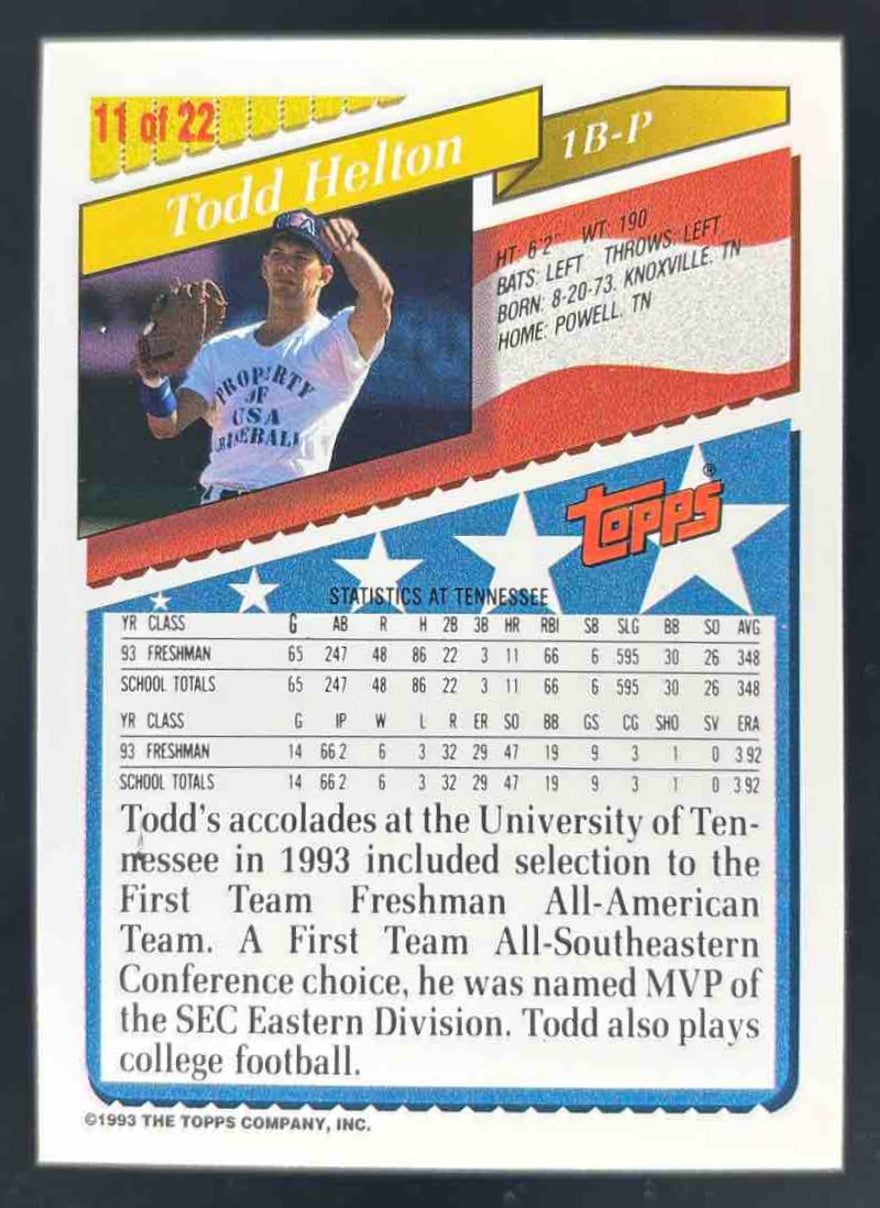 11 of 22
Todd Helton
1B-P
HT: 6'2" WT: 190
BATS: LEFT THROWS: LEFT
BORN: 8-20-73, KNOXVILLE, TN
HOME: POWELL, TN
PROPERTY
OF
USA
BASEBALL
topps®
STATISTICS AT TENNESSEE
YR CLASS G AB R H 2B 3B HR RBI SB SLG BB SO AVG
93 FRESHMAN 65 247 48 86 22 3 11 66 6 595 30 26 348
SCHOOL TOTALS 65 247 48 86 22 3 11 66 6 595 30 26 348
YR CLASS G IP W L R ER SO BB GS CG SHO SV ERA
93 FRESHMAN 14 66 2 6 3 32 29 47 19 9 3 1 0 3 92
SCHOOL TOTALS 14 66 2 6 3 32 29 47 19 9 3 1 0 3 92
Todd's accolades at the University of Ten-
nessee in 1993 included selection to the
First Team Freshman All-American
Team. A First Team All-Southeastern
Conference choice, he was named MVP of
the SEC Eastern Division. Todd also plays
college football.
©1993 THE TOPPS COMPANY, INC.